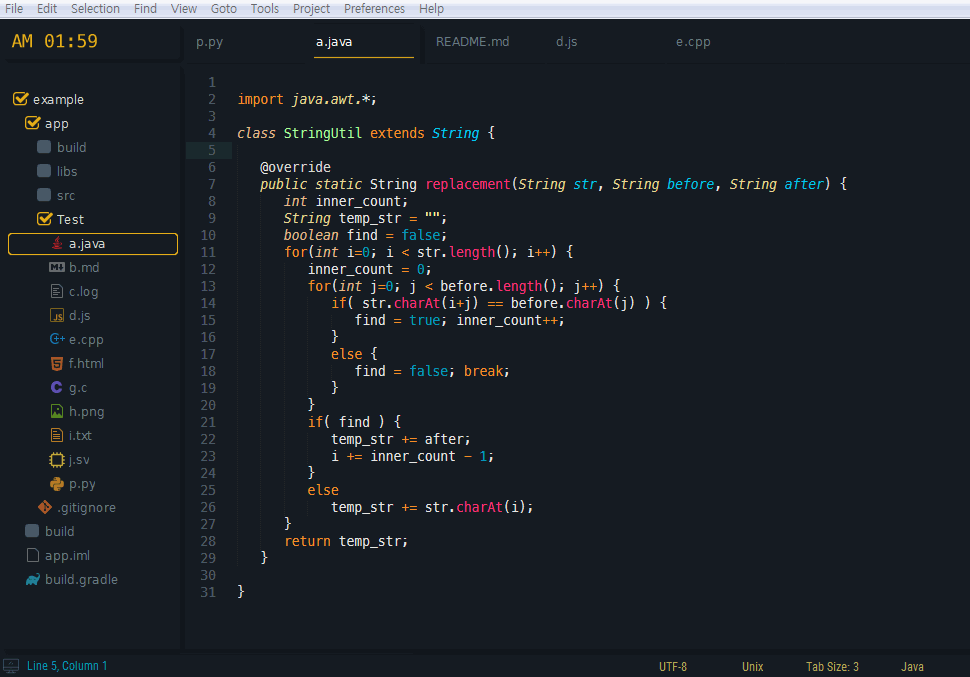 File Edit Selection Find View Goto Tools Project Preferences Help
AM 01:59
p.py a.java README.md d.js e.cpp
example
app
build
libs
src
Test
a.java
b.md
c.log
d.js
e.cpp
f.html
g.c
h.png
i.txt
j.sv
p.py
.gitignore
build
app.iml
build.gradle
1
2 import java.awt.*;
3
4 class StringUtil extends String {
5
6 @override
7 public static String replacement(String str, String before, String after) {
8 int inner_count;
9 String temp_str = "";
10 boolean find = false;
11 for(int i=0; i < str.length(); i++) {
12 inner_count = 0;
13 for(int j=0; j < before.length(); j++) {
14 if( str.charAt(i+j) == before.charAt(j) ) {
15 find = true; inner_count++;
16 }
17 else {
18 find = false; break;
19 }
20 }
21 if( find ) {
22 temp_str += after;
23 i += inner_count - 1;
24 }
25 else
26 temp_str += str.charAt(i);
27 }
28 return temp_str;
29 }
30
31 }
Line 5, Column 1 UTF-8 Unix Tab Size: 3 Java